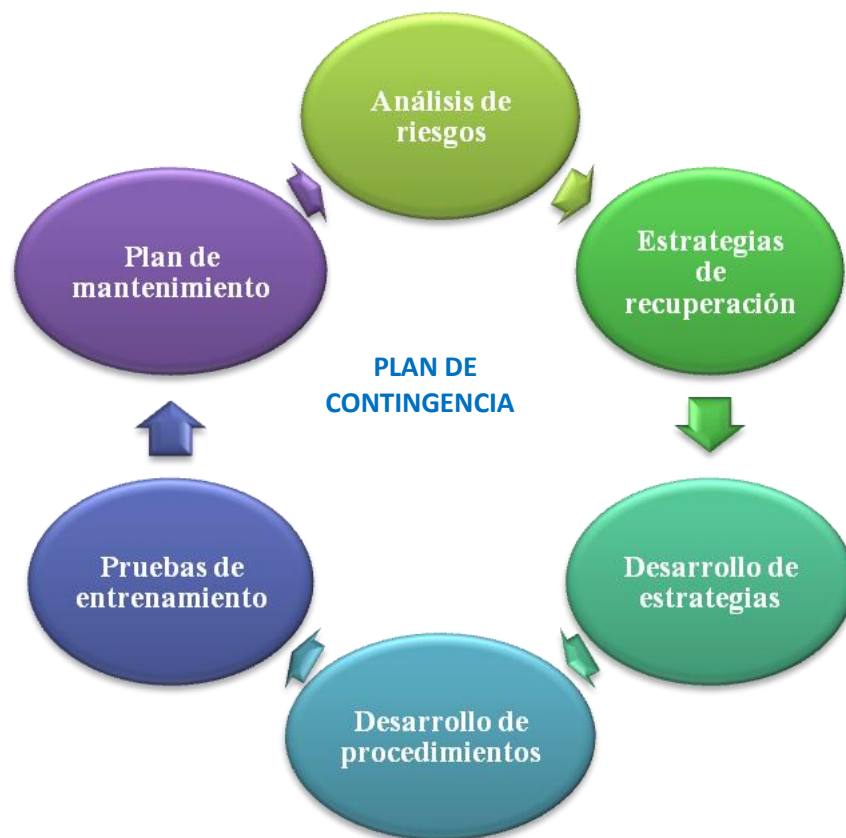 Análisis de
riesgos
Estrategias
de
recuperación
Desarrollo de
estrategias
Desarrollo de
procedimientos
Pruebas de
entrenamiento
Plan de
mantenimiento
PLAN DE
CONTINGENCIA